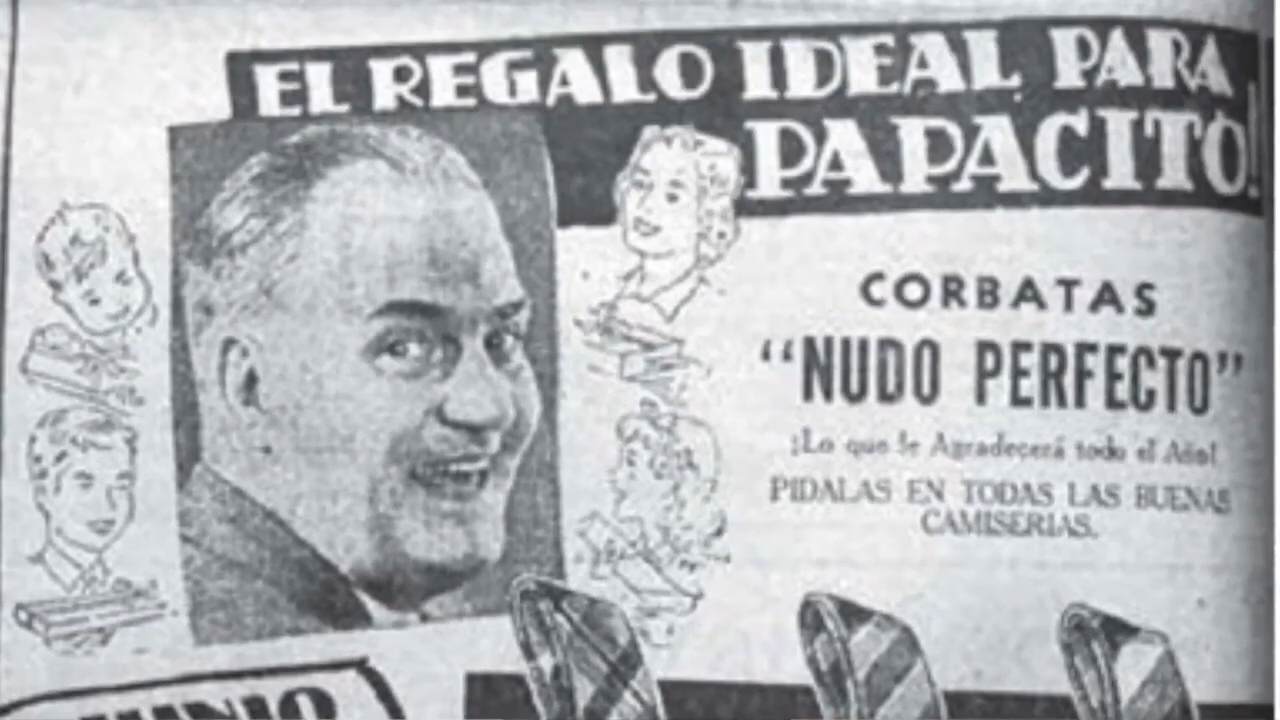 EL REGALO IDEAL PARA
PAPACITO!
CORBATAS
“NUDO PERFECTO”
¡Lo que le Agradecerá todo el Año!
PIDALAS EN TODAS LAS BUENAS
CAMISERIAS.
JUNIO